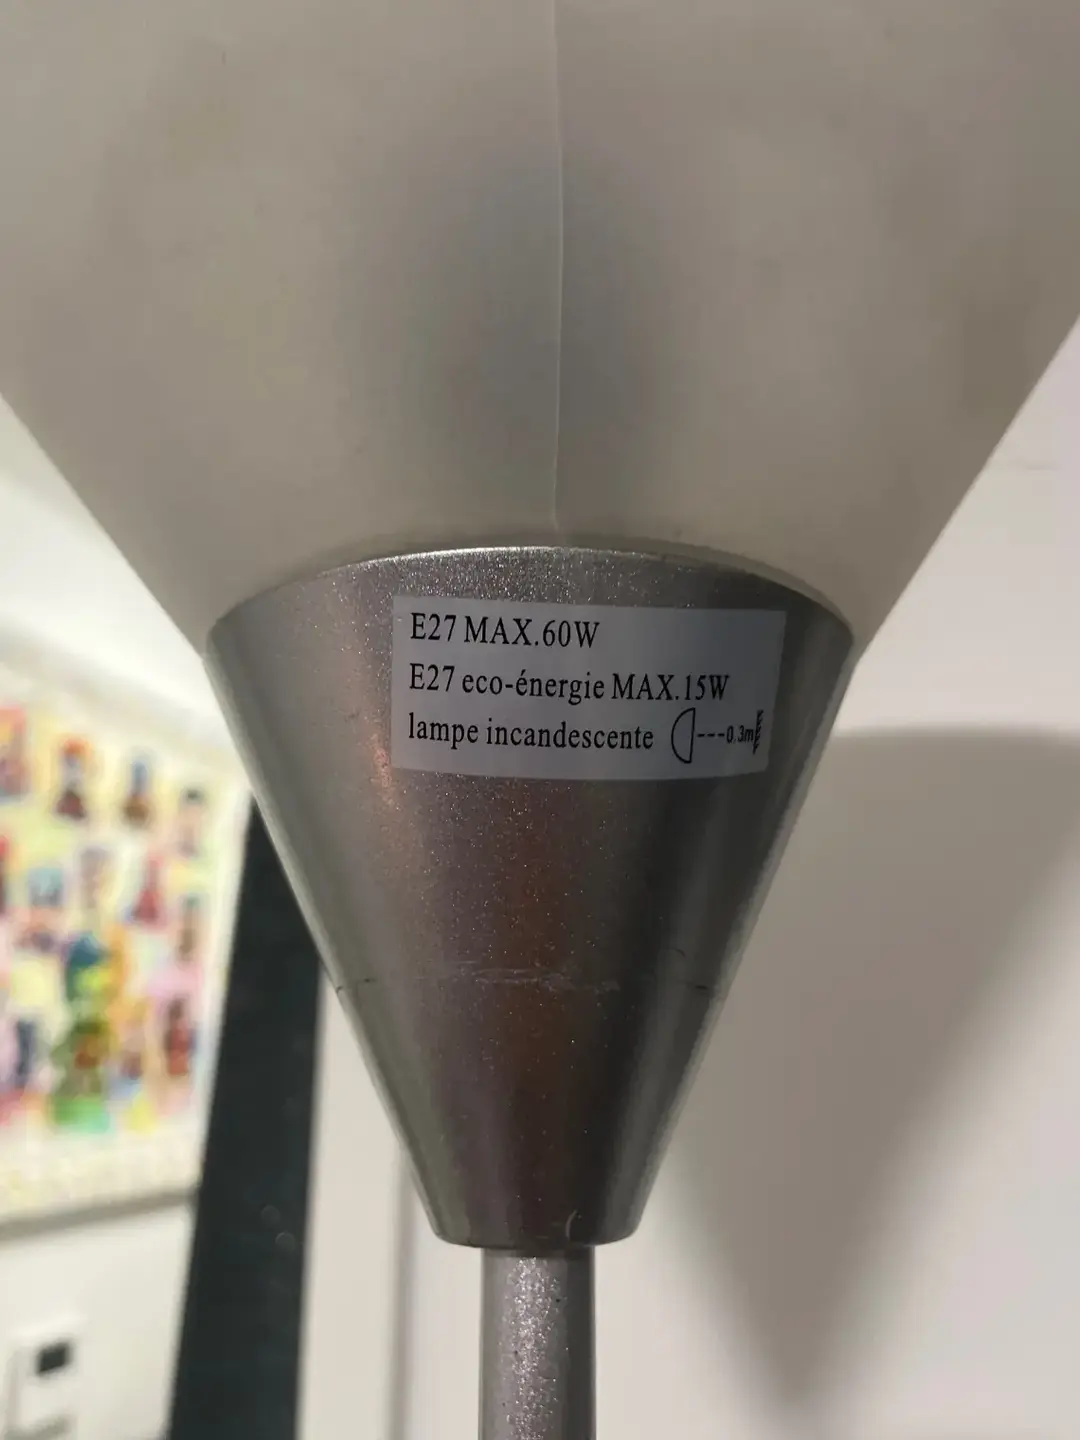 E27 MAX.60W
E27 eco-énergie MAX.15W
lampe incandescente ---0.3m